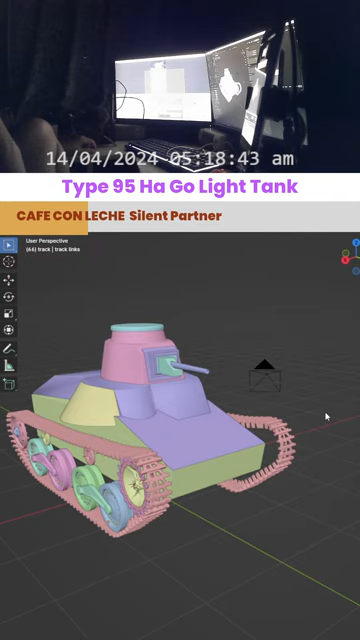 14/04/2024 05:18:43 am
Type 95 Ha Go Light Tank
CAFE CON LECHE Silent Partner
User Perspective
(66) track | track links